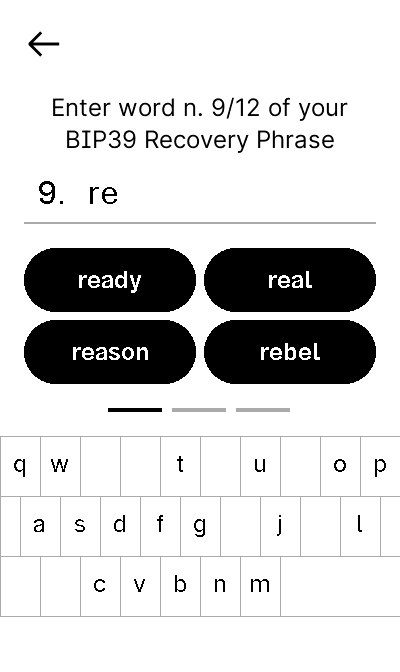 Enter word n. 9/12 of your
BIP39 Recovery Phrase
9. re
ready real
reason rebel
q w t u o p
a s d f g j l
c v b n m